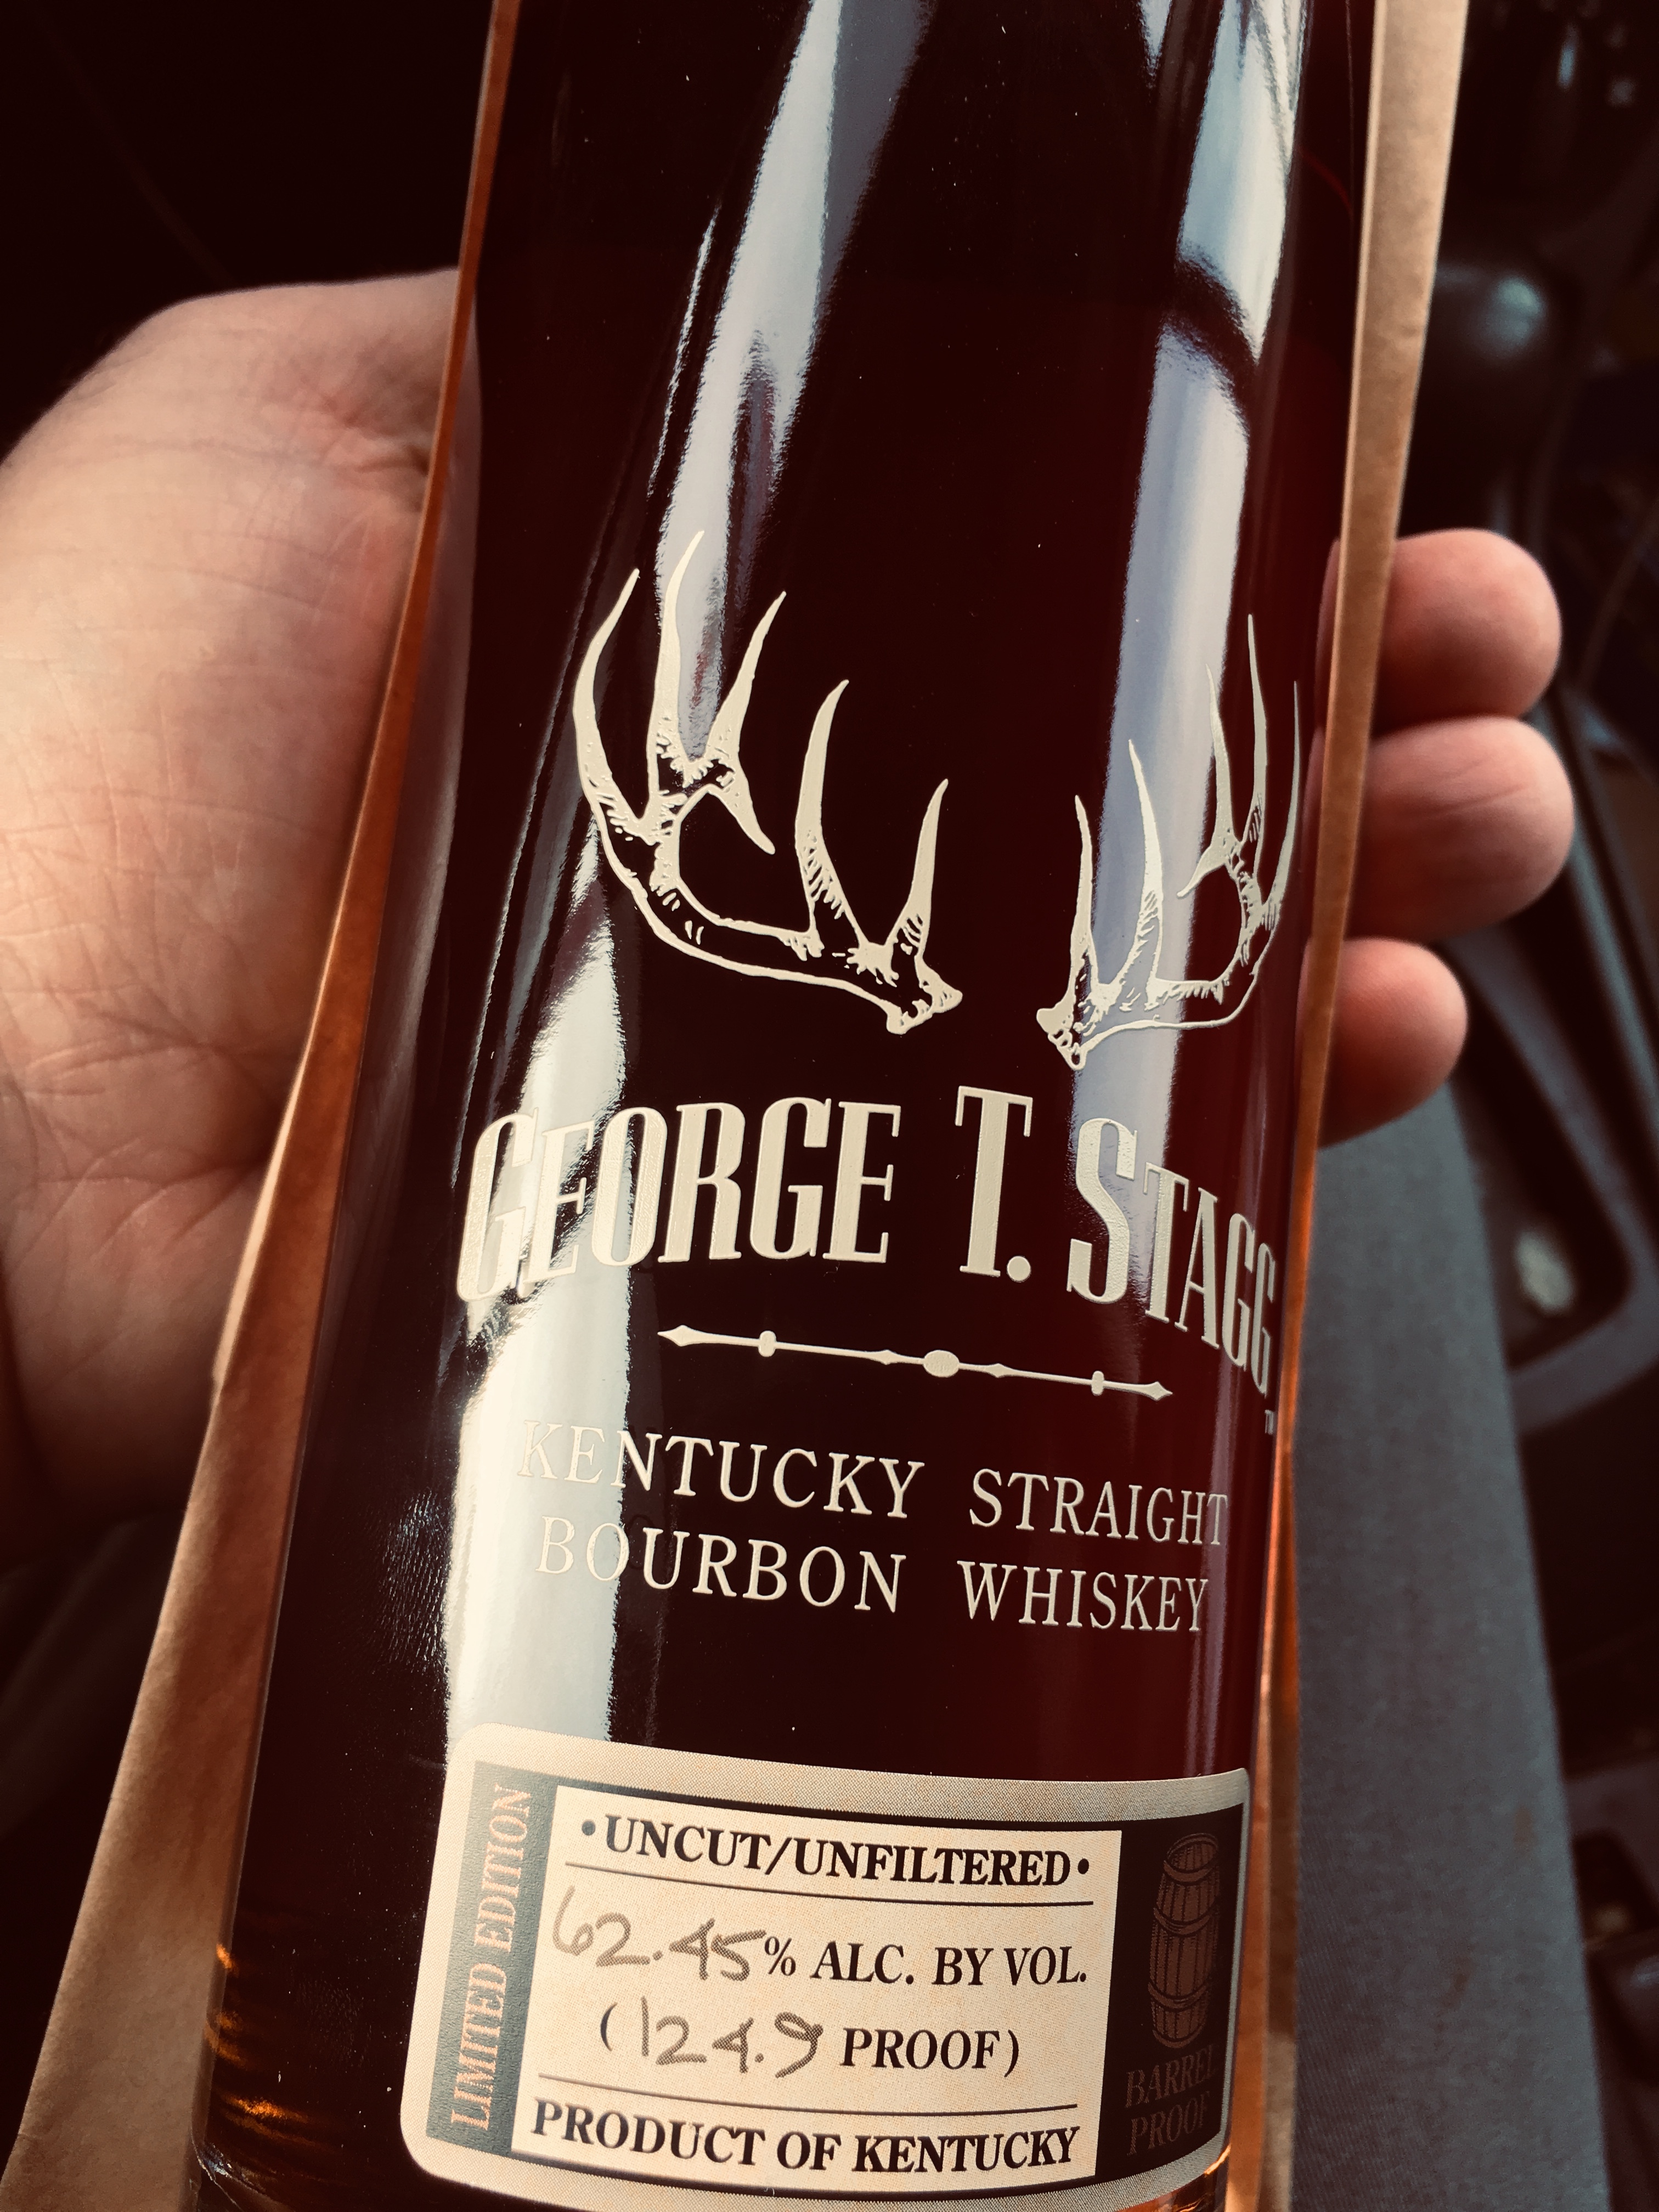 GEORGE T. STAGG
TM
KENTUCKY STRAIGHT
BOURBON WHISKEY
LIMITED EDITION
•UNCUT/UNFILTERED•
62.45% ALC. BY VOL.
(124.9 PROOF)
PRODUCT OF KENTUCKY
BARREL
PROOF